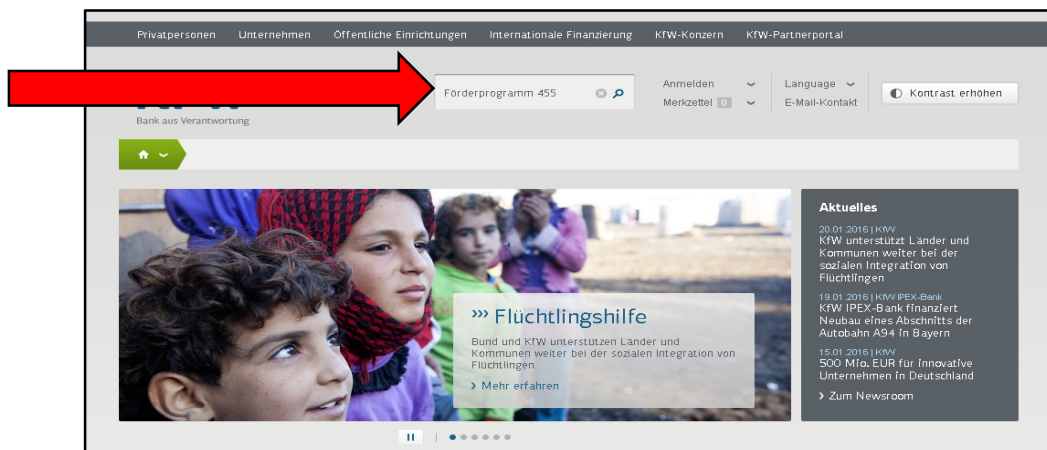 Privatpersonen Unternehmen Öffentliche Einrichtungen Internationale Finanzierung KfW-Konzern KfW-Partnerportal
Förderprogramm 455
Anmelden
Language
Merkzettel 0
E-Mail-Kontakt
Kontrast erhöhen
Bank aus Verantwortung
››› Flüchtlingshilfe
Bund und KfW unterstützen Länder und
Kommunen weiter bei der sozialen Integration von
Flüchtlingen.
› Mehr erfahren
Aktuelles
20.01.2016 | KfW
KfW unterstützt Länder und
Kommunen weiter bei der
sozialen Integration von
Flüchtlingen
19.01.2016 | KfW IPEX-Bank
KfW IPEX-Bank finanziert
Neubau eines Abschnitts der
Autobahn A94 in Bayern
15.01.2016 | KfW
500 Mio. EUR für innovative
Unternehmen in Deutschland
› Zum Newsroom